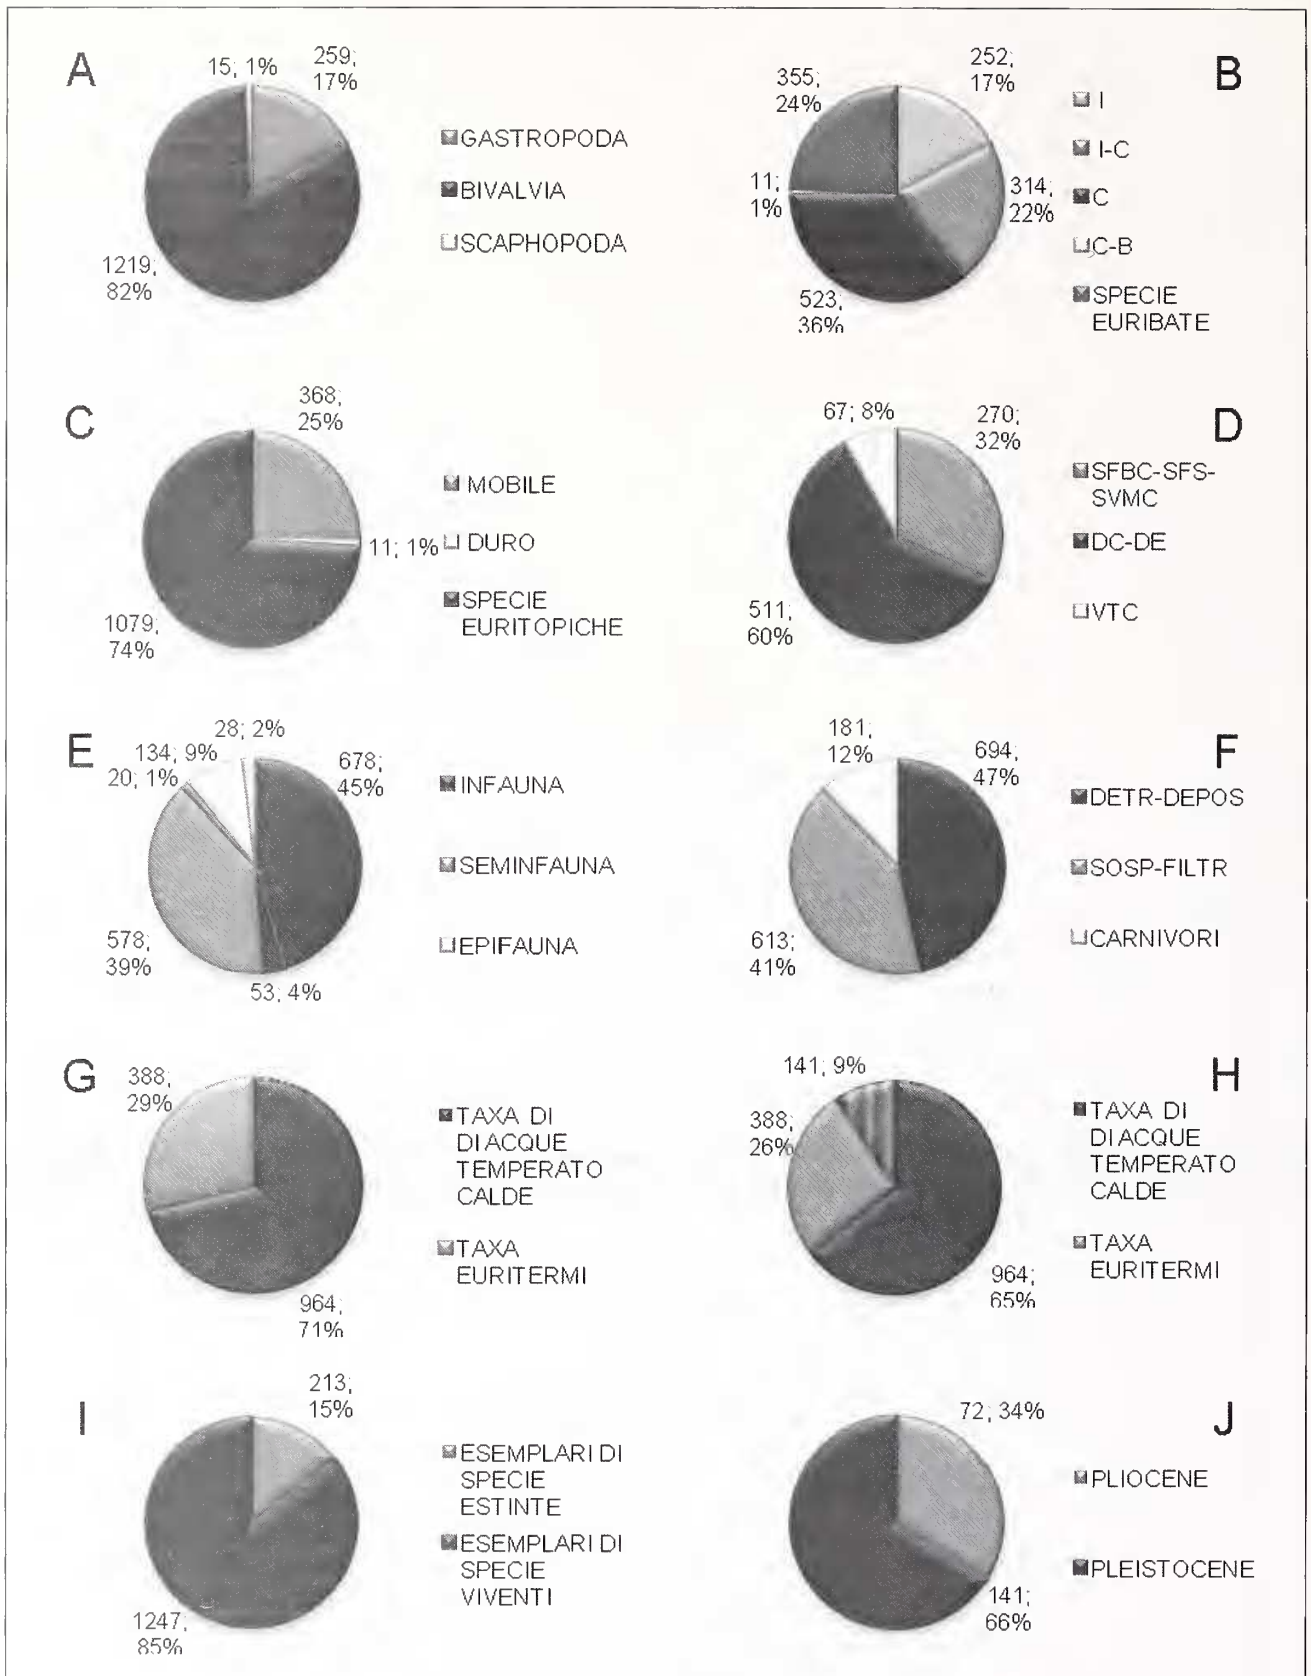 A
15; 1%
259;
17%
1219;
82%
GASTROPODA
BIVALVIA
SCAPHOPODA
B
355;
24%
252;
17%
11;
1%
314;
22%
523;
36%
I
I-C
C
C-B
SPECIE
EURIBATE
C
368;
25%
11; 1%
1079;
74%
MOBILE
DURO
SPECIE
EURITOPICHE
D
67; 8%
270;
32%
511;
60%
SFBC-SFS-
SVMC
DC-DE
VTC
E
28; 2%
134; 9%
20; 1%
678;
45%
578;
39%
53; 4%
INFAUNA
SEMINFAUNA
EPIFAUNA
F
181;
12%
694;
47%
613;
41%
DETR-DEPOS
SOSP-FILTR
CARNIVORI
G
388;
29%
964;
71%
TAXA DI
DI ACQUE
TEMPERATO
CALDE
TAXA
EURITERMI
H
141; 9%
388;
26%
964;
65%
TAXA DI
DI ACQUE
TEMPERATO
CALDE
TAXA
EURITERMI
I
213;
15%
1247;
85%
ESEMPLARI DI
SPECIE
ESTINTE
ESEMPLARI DI
SPECIE
VIVENTI
J
72; 34%
141;
66%
PLIOCENE
PLEISTOCENE